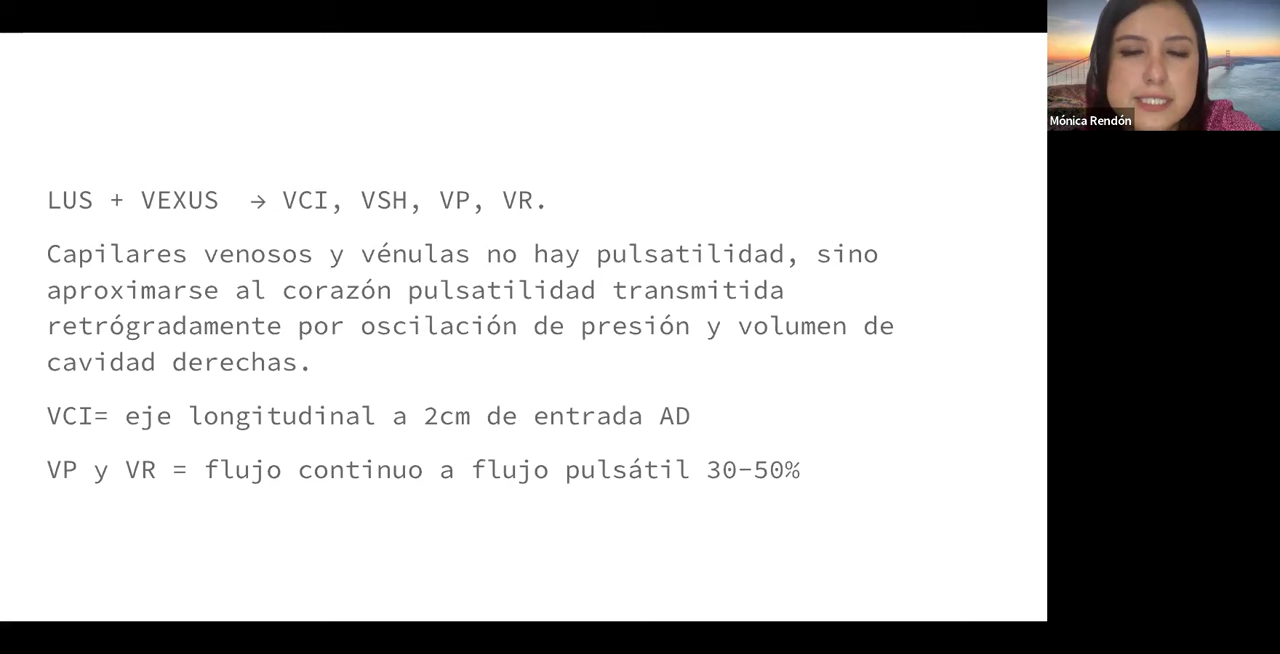 LUS + VEXUS → VCI, VSH, VP, VR.
Capilares venosos y vénulas no hay pulsatilidad, sino
aproximarse al corazón pulsatilidad transmitida
retrógradamente por oscilación de presión y volumen de
cavidad derechas.
VCI= eje longitudinal a 2cm de entrada AD
VP y VR = flujo continuo a flujo pulsátil 30-50%
Mónica Rendón